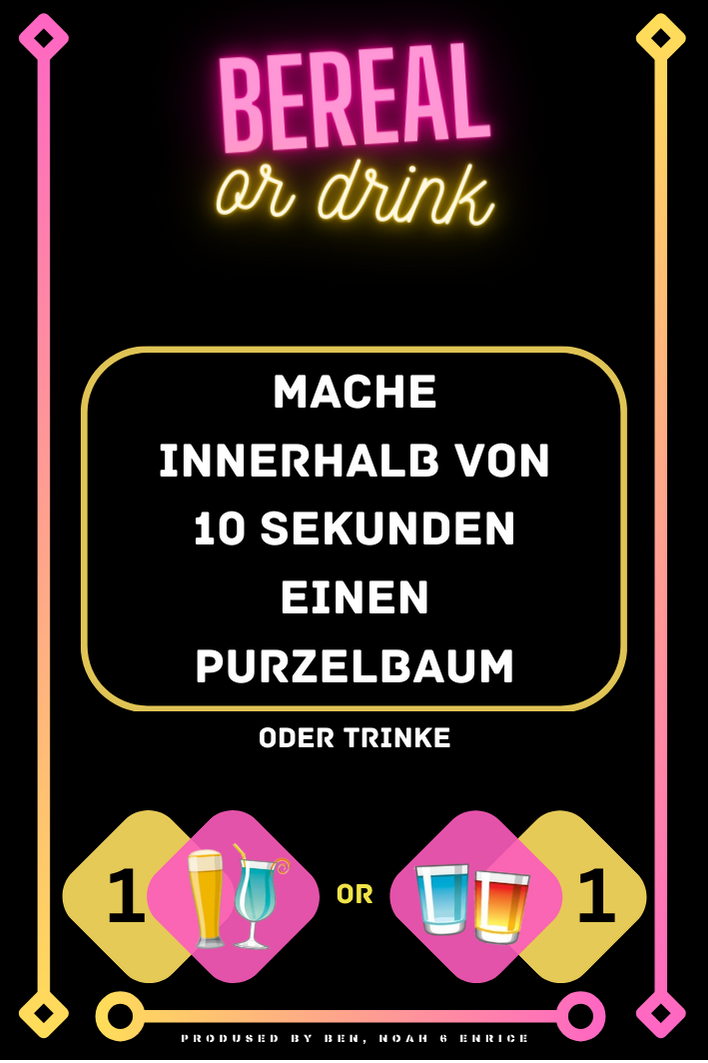 BEREAL
or drink
MACHE
INNERHALB VON
10 SEKUNDEN
EINEN
PURZELBAUM
ODER TRINKE
1 OR 1
PRODUSED BY BEN, NOAH & ENRICE